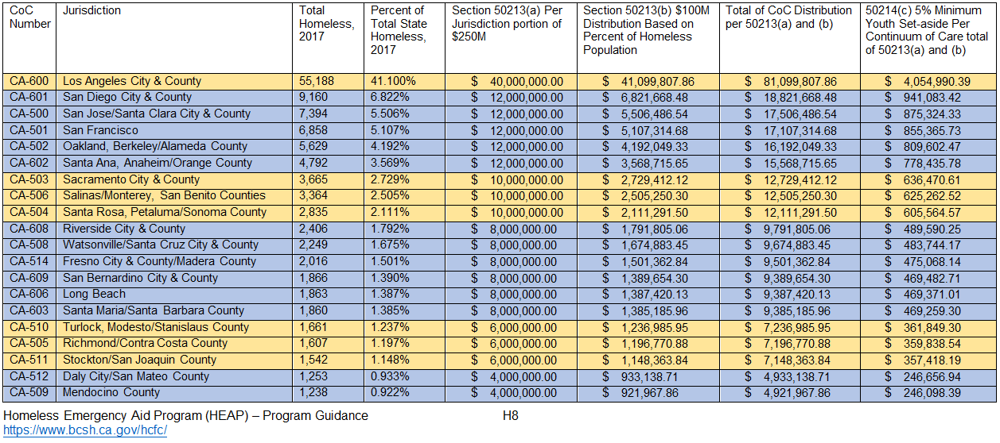 CoC Number | Jurisdiction | Total Homeless, 2017 | Percent of Total State Homeless, 2017 | Section 50213(a) Per Jurisdiction portion of $250M | Section 50213(b) $100M Distribution Based on Percent of Homeless Population | Total of CoC Distribution per 50213(a) and (b) | 50214(c) 5% Minimum Youth Set-aside Per Continuum of Care total of 50213(a) and (b)
CA-600 | Los Angeles City & County | 55,188 | 41.100% | $ 40,000,000.00 | $ 41,099,807.86 | $ 81,099,807.86 | $ 4,054,990.39
CA-601 | San Diego City & County | 9,160 | 6.822% | $ 12,000,000.00 | $ 6,821,668.48 | $ 18,821,668.48 | $ 941,083.42
CA-500 | San Jose/Santa Clara City & County | 7,394 | 5.506% | $ 12,000,000.00 | $ 5,506,486.54 | $ 17,506,486.54 | $ 875,324.33
CA-501 | San Francisco | 6,858 | 5.107% | $ 12,000,000.00 | $ 5,107,314.68 | $ 17,107,314.68 | $ 855,365.73
CA-502 | Oakland, Berkeley/Alameda County | 5,629 | 4.192% | $ 12,000,000.00 | $ 4,192,049.33 | $ 16,192,049.33 | $ 809,602.47
CA-602 | Santa Ana, Anaheim/Orange County | 4,792 | 3.569% | $ 12,000,000.00 | $ 3,568,715.65 | $ 15,568,715.65 | $ 778,435.78
CA-503 | Sacramento City & County | 3,665 | 2.729% | $ 10,000,000.00 | $ 2,729,412.12 | $ 12,729,412.12 | $ 636,470.61
CA-506 | Salinas/Monterey, San Benito Counties | 3,364 | 2.505% | $ 10,000,000.00 | $ 2,505,250.30 | $ 12,505,250.30 | $ 625,262.52
CA-504 | Santa Rosa, Petaluma/Sonoma County | 2,835 | 2.111% | $ 10,000,000.00 | $ 2,111,291.50 | $ 12,111,291.50 | $ 605,564.57
CA-608 | Riverside City & County | 2,406 | 1.792% | $ 8,000,000.00 | $ 1,791,805.06 | $ 9,791,805.06 | $ 489,590.25
CA-508 | Watsonville/Santa Cruz City & County | 2,249 | 1.675% | $ 8,000,000.00 | $ 1,674,883.45 | $ 9,674,883.45 | $ 483,744.17
CA-514 | Fresno City & County/Madera County | 2,016 | 1.501% | $ 8,000,000.00 | $ 1,501,362.84 | $ 9,501,362.84 | $ 475,068.14
CA-609 | San Bernardino City & County | 1,866 | 1.390% | $ 8,000,000.00 | $ 1,389,654.30 | $ 9,389,654.30 | $ 469,482.71
CA-606 | Long Beach | 1,863 | 1.387% | $ 8,000,000.00 | $ 1,387,420.13 | $ 9,387,420.13 | $ 469,371.01
CA-603 | Santa Maria/Santa Barbara County | 1,860 | 1.385% | $ 8,000,000.00 | $ 1,385,185.96 | $ 9,385,185.96 | $ 469,259.30
CA-510 | Turlock, Modesto/Stanislaus County | 1,661 | 1.237% | $ 6,000,000.00 | $ 1,236,985.95 | $ 7,236,985.95 | $ 361,849.30
CA-505 | Richmond/Contra Costa County | 1,607 | 1.197% | $ 6,000,000.00 | $ 1,196,770.88 | $ 7,196,770.88 | $ 359,838.54
CA-511 | Stockton/San Joaquin County | 1,542 | 1.148% | $ 6,000,000.00 | $ 1,148,363.84 | $ 7,148,363.84 | $ 357,418.19
CA-512 | Daly City/San Mateo County | 1,253 | 0.933% | $ 4,000,000.00 | $ 933,138.71 | $ 4,933,138.71 | $ 246,656.94
CA-509 | Mendocino County | 1,238 | 0.922% | $ 4,000,000.00 | $ 921,967.86 | $ 4,921,967.86 | $ 246,098.39
Homeless Emergency Aid Program (HEAP) – Program Guidance H8
https://www.bcsh.ca.gov/hcfc/